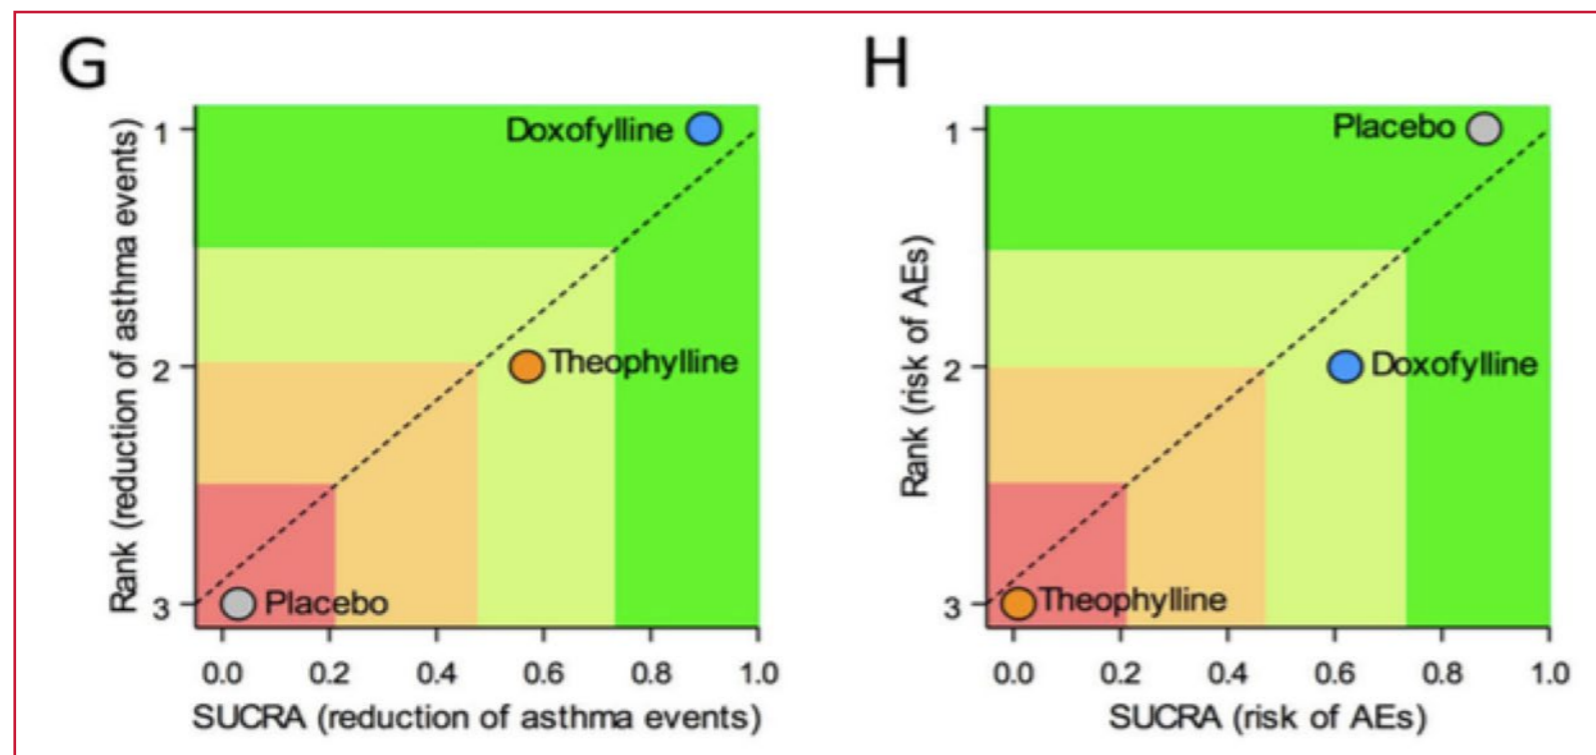 G
Rank (reduction of asthma events)
1
2
3
Doxofylline
Theophylline
Placebo
0.0 0.2 0.4 0.6 0.8 1.0
SUCRA (reduction of asthma events)
H
Rank (risk of AEs)
1
2
3
Placebo
Doxofylline
Theophylline
0.0 0.2 0.4 0.6 0.8 1.0
SUCRA (risk of AEs)